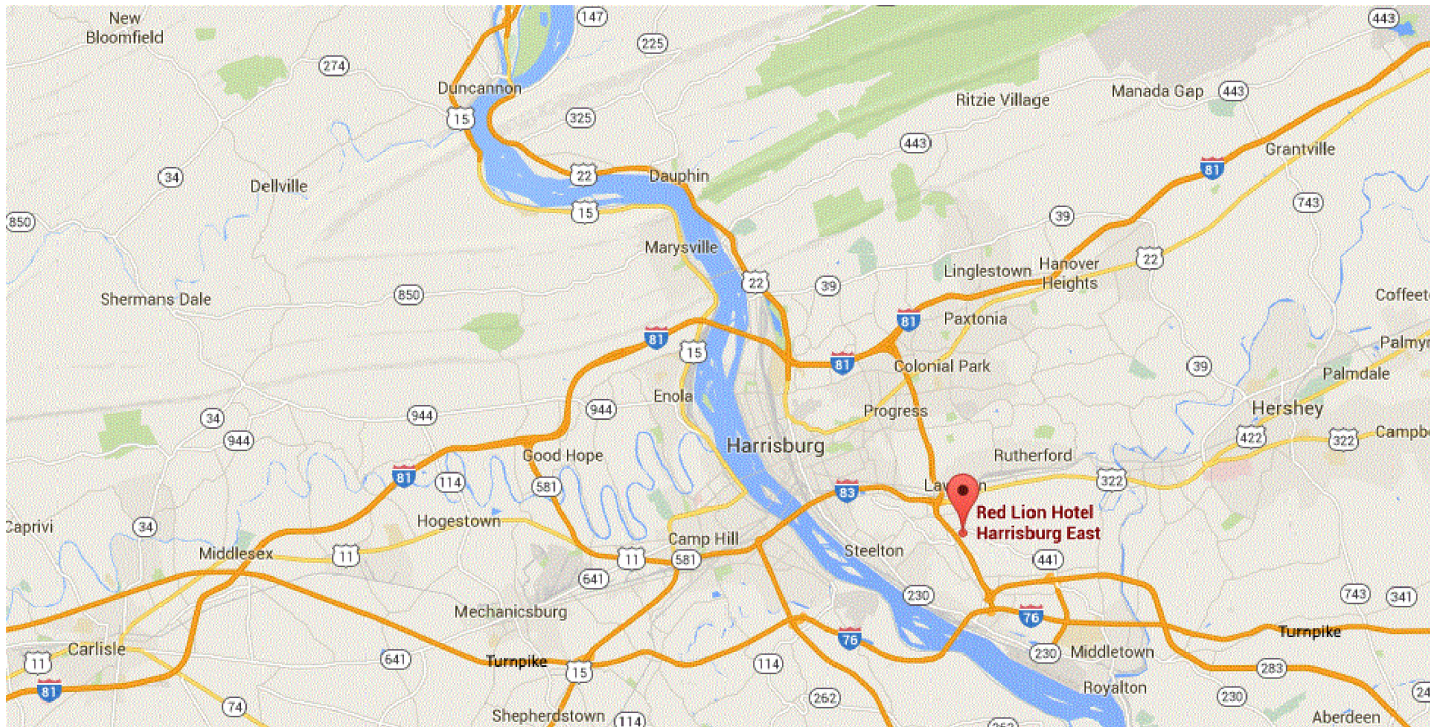 New
Bloomfield
147
225
443
274
Duncannon
15
325
Ritzie Village
Manada Gap
443
443
Grantville
34
Dellville
22
Dauphin
81
15
743
850
39
Marysville
22
Linglestown
Hanover
Heights
22
39
Shermans Dale
850
Coffeet
81
Paxtonia
81
15
81
Colonial Park
Palmyr
39
Palmdale
Enola
944
944
34
944
Progress
Hershey
Harrisburg
422
322
Campbe
Good Hope
Rutherford
81
114
581
322
83
Red Lion Hotel
Harrisburg East
Caprivi
34
Hogestown
Camp Hill
Steelton
Middlesex
11
11
581
441
641
230
743
341
Mechanicsburg
76
76
Turnpike
Carlisle
11
641
Turnpike
15
114
230
Middletown
283
81
74
262
Royalton
230
24
Shepherdstown
114
262
Aberdeen